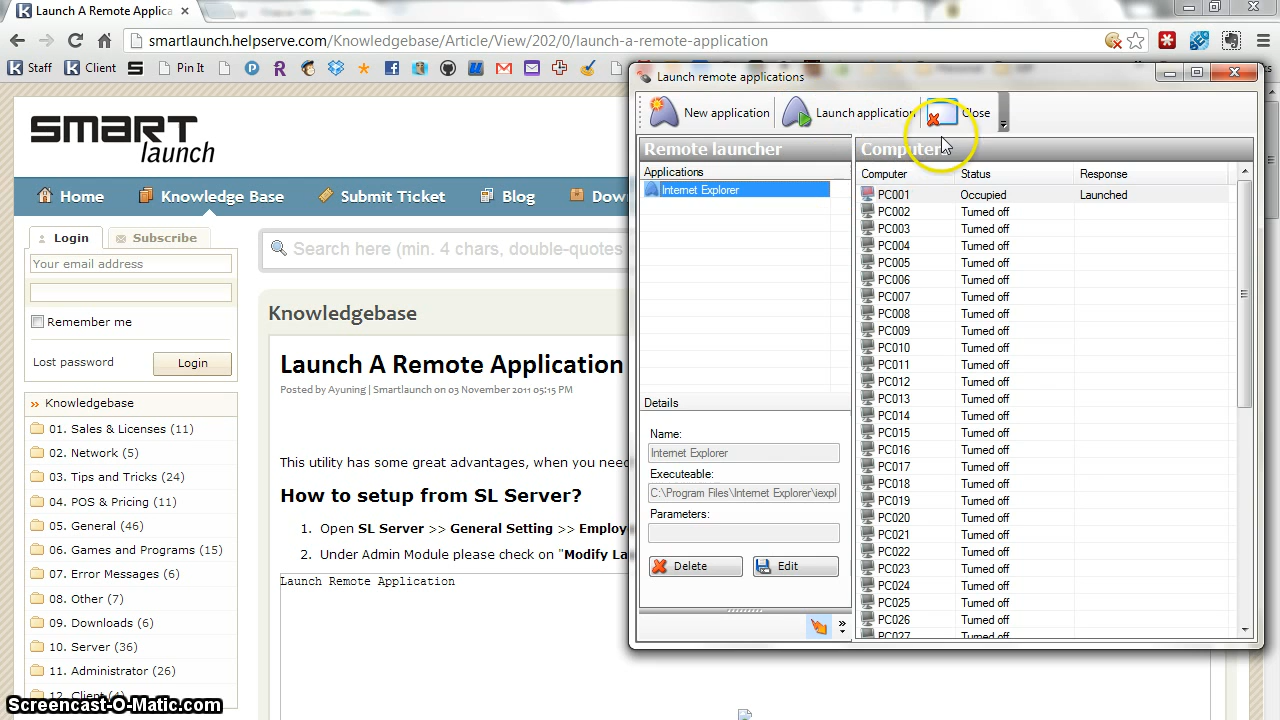 Launch A Remote Applica
smartlaunch.helpserve.com/Knowledgebase/Article/View/202/0/launch-a-remote-application
Staff
Client
Pin It
SMART
launch
Home
Knowledge Base
Submit Ticket
Blog
Down
Login
Subscribe
Your email address
Remember me
Lost password
Login
Knowledgebase
01. Sales & Licenses (11)
02. Network (5)
03. Tips and Tricks (24)
04. POS & Pricing (11)
05. General (46)
06. Games and Programs (15)
07. Error Messages (6)
08. Other (7)
09. Downloads (6)
10. Server (36)
11. Administrator (26)
12. Client (4)
Screencast-O-Matic.com
Search here (min. 4 chars, double-quotes
Knowledgebase
Launch A Remote Application
Posted by Ayuning | Smartlaunch on 03 November 2011 05:15 PM
This utility has some great advantages, when you need
How to setup from SL Server?
1. Open SL Server >> General Setting >> Employ
2. Under Admin Module please check on "Modify La
Launch Remote Application
Launch remote applications
New application
Launch application
Close
Remote launcher
Applications
Internet Explorer
Details
Name:
Internet Explorer
Executeable:
C:\Program Files\Internet Explorer\iexpl
Parameters:
Delete
Edit
Computer
Computer Status Response
PC001 Occupied Launched
PC002 Turned off
PC003 Turned off
PC004 Turned off
PC005 Turned off
PC006 Turned off
PC007 Turned off
PC008 Turned off
PC009 Turned off
PC010 Turned off
PC011 Turned off
PC012 Turned off
PC013 Turned off
PC014 Turned off
PC015 Turned off
PC016 Turned off
PC017 Turned off
PC018 Turned off
PC019 Turned off
PC020 Turned off
PC021 Turned off
PC022 Turned off
PC023 Turned off
PC024 Turned off
PC025 Turned off
PC026 Turned off
PC027 Turned off